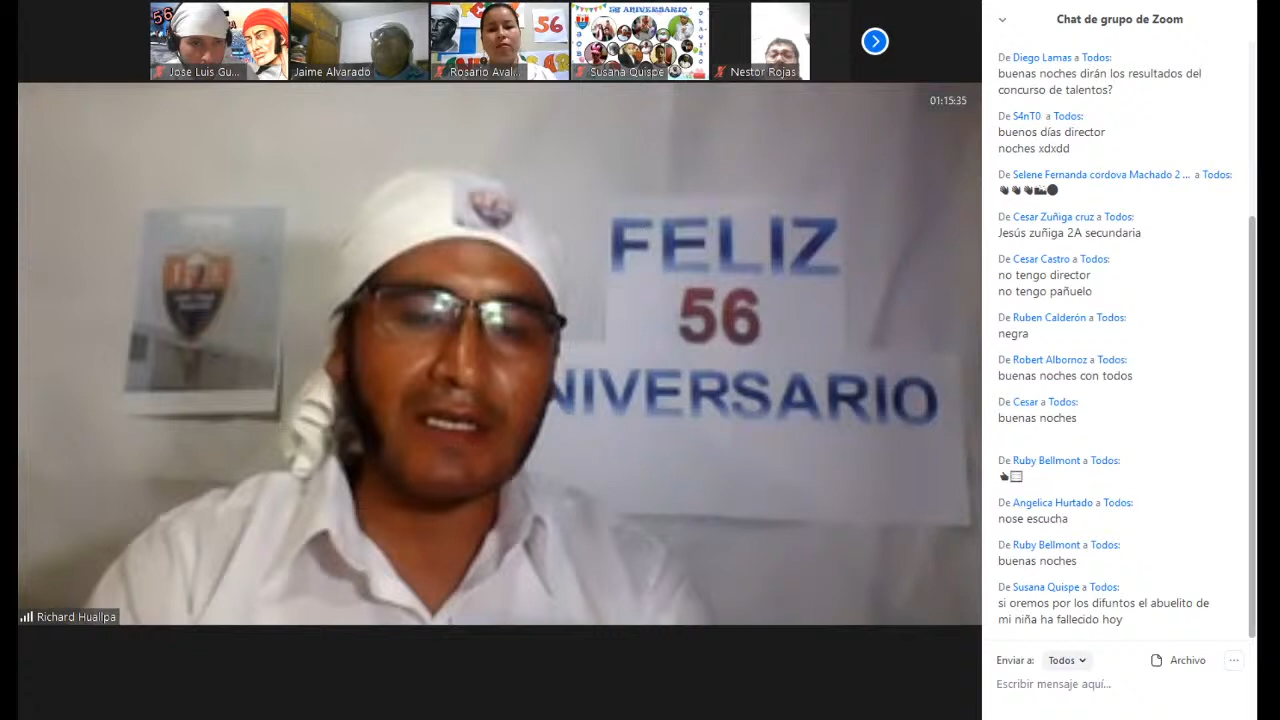 56
56
56 ANIVERSARIO
Jose Luis Gu...
Jaime Alvarado
Rosario Aval...
Susana Quispe
Nestor Rojas
01:15:35
FELIZ
56
NIVERSARIO
Richard Huallpa
Chat de grupo de Zoom
De Diego Lamas a Todos:
buenas noches dirán los resultados del
concurso de talentos?
De S4nT0 a Todos:
buenos días director
noches xdxdd
De Selene Fernanda cordova Machado 2 ... a Todos:
De Cesar Zuñiga cruz a Todos:
Jesús zuñiga 2A secundaria
De Cesar Castro a Todos:
no tengo director
no tengo pañuelo
De Ruben Calderón a Todos:
negra
De Robert Albornoz a Todos:
buenas noches con todos
De Cesar a Todos:
buenas noches
De Ruby Bellmont a Todos:
De Angelica Hurtado a Todos:
nose escucha
De Ruby Bellmont a Todos:
buenas noches
De Susana Quispe a Todos:
si oremos por los difuntos el abuelito de
mi niña ha fallecido hoy
Enviar a: Todos
Archivo
...
Escribir mensaje aquí...